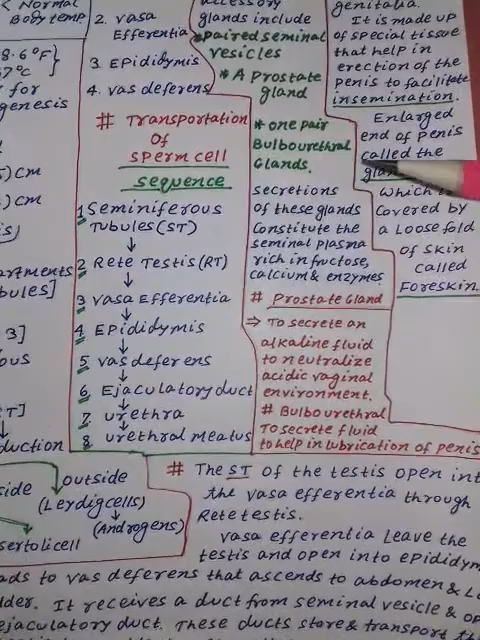 Normal
Body temp
8.6°F}
7°C
for
genesis
) cm
) cm
artments
bules]
3]
ous
T]
duction
2. vasa
Efferentia
3. Epididymis
4. vas deferens
# Transportation
of
sperm cell
sequence
1 Seminiferous
Tubules (ST)
↓
2 Rete Testis (RT)
↓
3 vasa Efferentia
↓
4 Epididymis
↓
5 vas deferens
↓
6 Ejaculatory duct
↓
7 urethra
↓
8 urethral meatus
glands include
*Paired seminal
vesicles
* A Prostate
gland
* one pair
Bulbourethral
Glands.
secretions
of these glands
constitute the
seminal plasma
rich in fructose,
calcium & enzymes
# Prostate Gland
⇒ To secrete an
alkaline fluid
to neutralize
acidic vaginal
environment.
# Bulbourethral
To secrete fluid
to help in lubrication of penis
genitalia.
It is made up
of special tissue
that help in
erection of the
penis to facilitate
insemination.
Enlarged
end of penis
called the
which is
covered by
a loose fold
of skin
called
Foreskin.
side
outside
(Leydig cells)
↓
(Androgens)
sertoli cell
# The ST of the testis open int
the vasa efferentia through
Rete testis.
vasa efferentia leave the
testis and open into epididym
ads to vas deferens that ascends to abdomen & L
dder. It receives a duct from seminal vesicle & op
ejaculatory duct. These ducts store & transport th